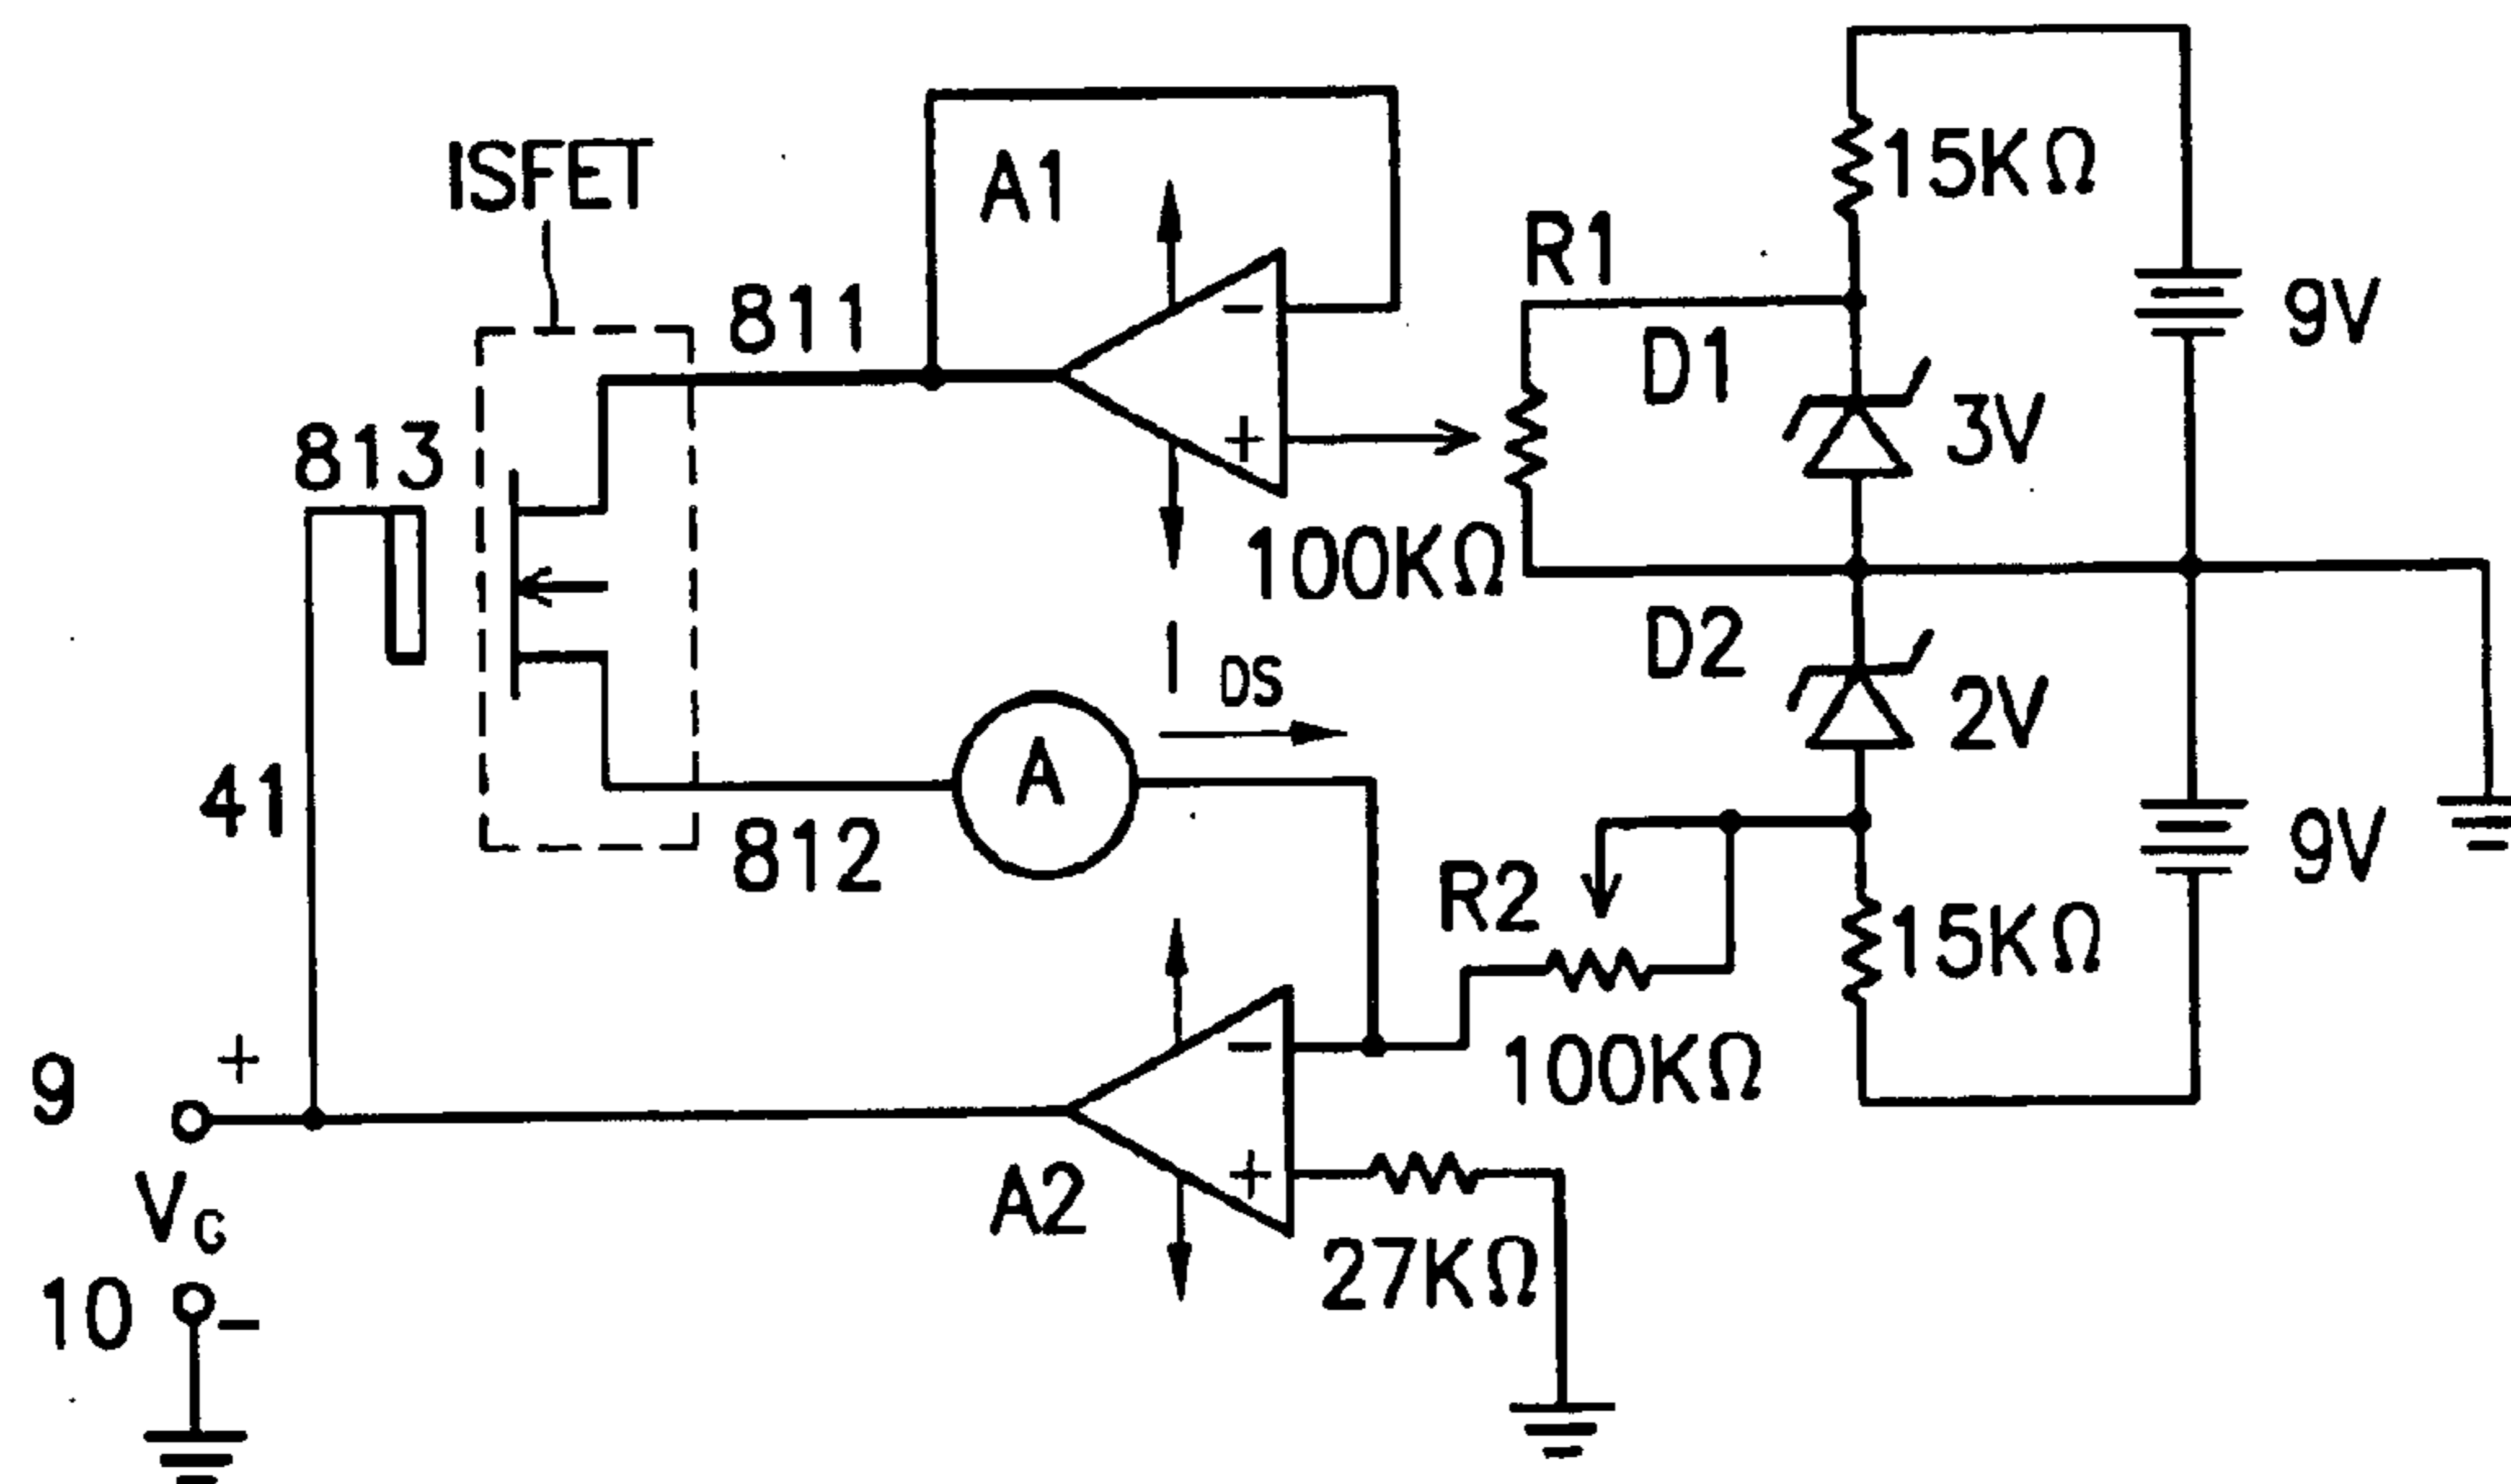 ISFET
A1
15KΩ
R1
811
9V
D1
3V
813
−
+
100KΩ
I DS
D2
2V
A
41
812
R2
9V
15KΩ
9
+
−
100KΩ
VG
A2
+
27KΩ
10
−